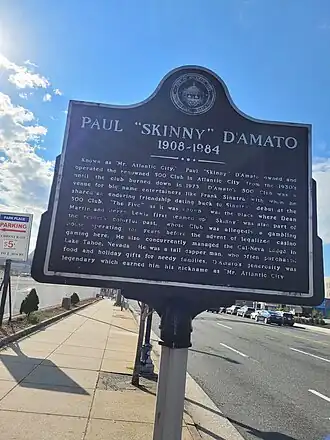 PAUL "SKINNY" D'AMATO
1908-1984
Known as "Mr. Atlantic City," Paul "Skinny" D'Amato owned and
operated the renowned 500 Club in Atlantic City from the 1930's
until the club burned down in 1973. D'Amato's 500 Club was a
venue for big name entertainers like Frank Sinatra with whom he
shared an enduring friendship dating back to Sinatra's debut at the
500 Club. "The Five" as it was known was the place where Dean
Martin and Jerry Lewis first teamed up. Skinny was also part of
the resort's colorful past, whose Club was allegedly a gambling
house operating for years before the advent of legalized casino
gaming here. He also concurrently managed the Cal-Neva Lodge in
Lake Tahoe, Nevada. He was a tall, dapper man, who often purchased
food and holiday gifts for needy families. D'Amato's generosity was
legendary which earned him his nickname as "Mr. Atlantic City
PARK PLACE
PARKING
$5